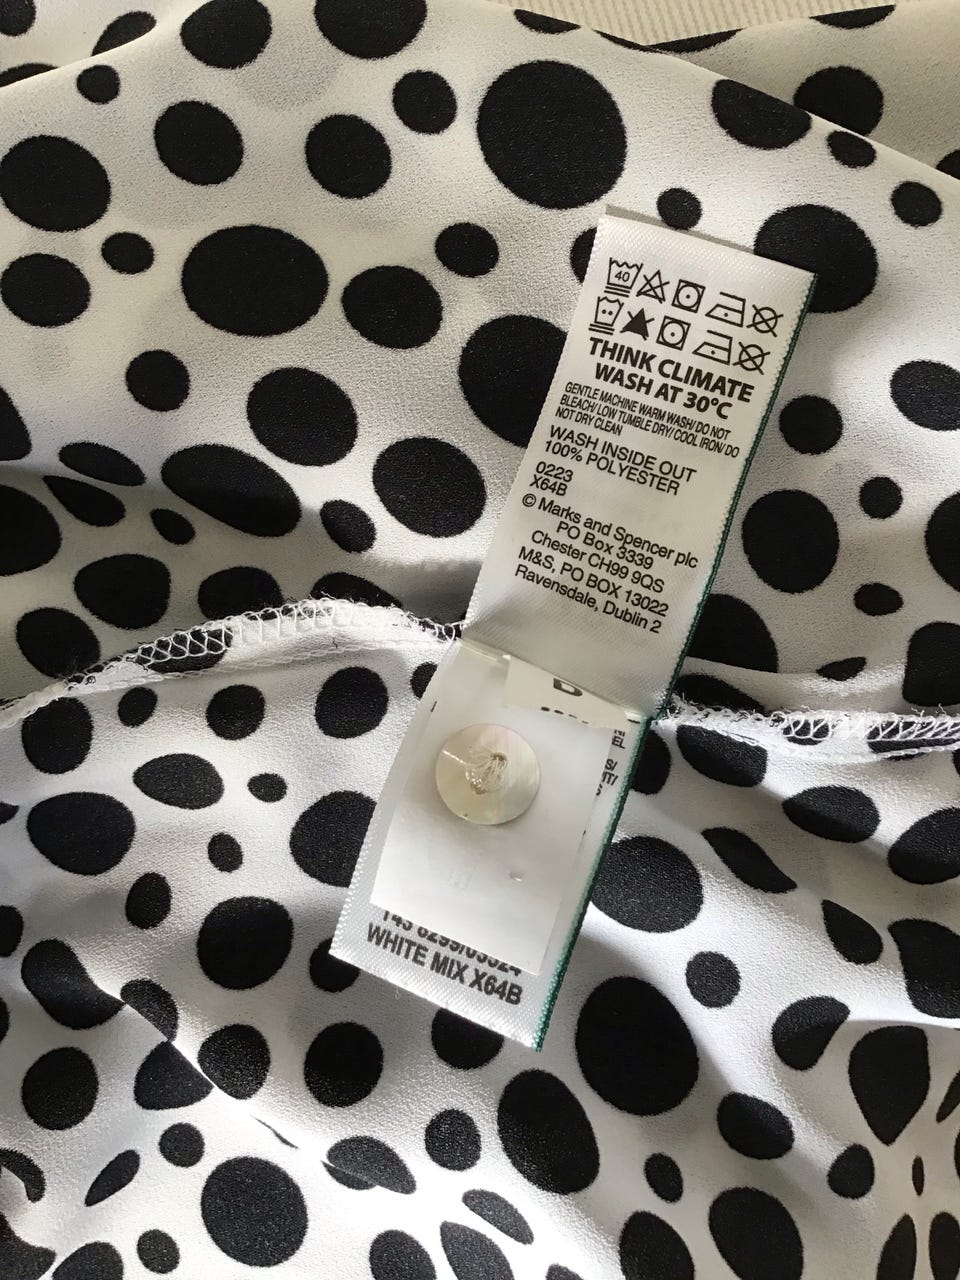 40
THINK CLIMATE
WASH AT 30°C
GENTLE MACHINE WARM WASH/ DO NOT
BLEACH/ LOW TUMBLE DRY/ COOL IRON/ DO
NOT DRY CLEAN
WASH INSIDE OUT
100% POLYESTER
0223
X64B
© Marks and Spencer plc
PO Box 3339
Chester CH99 9QS
M&S, PO BOX 13022
Ravensdale, Dublin 2
WHITE MIX X64B